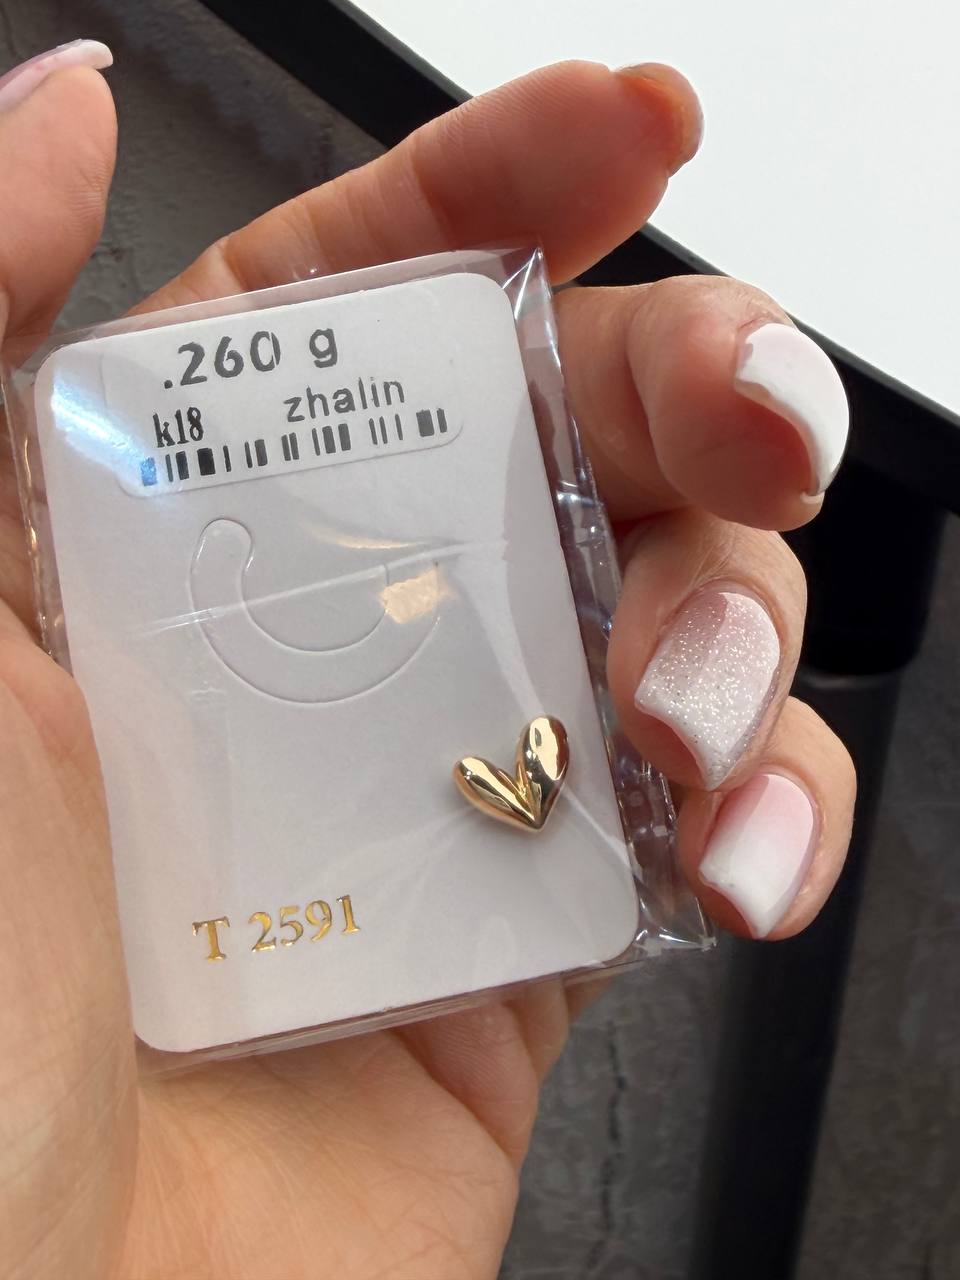 .260 g
k18 zhalin
T 2591